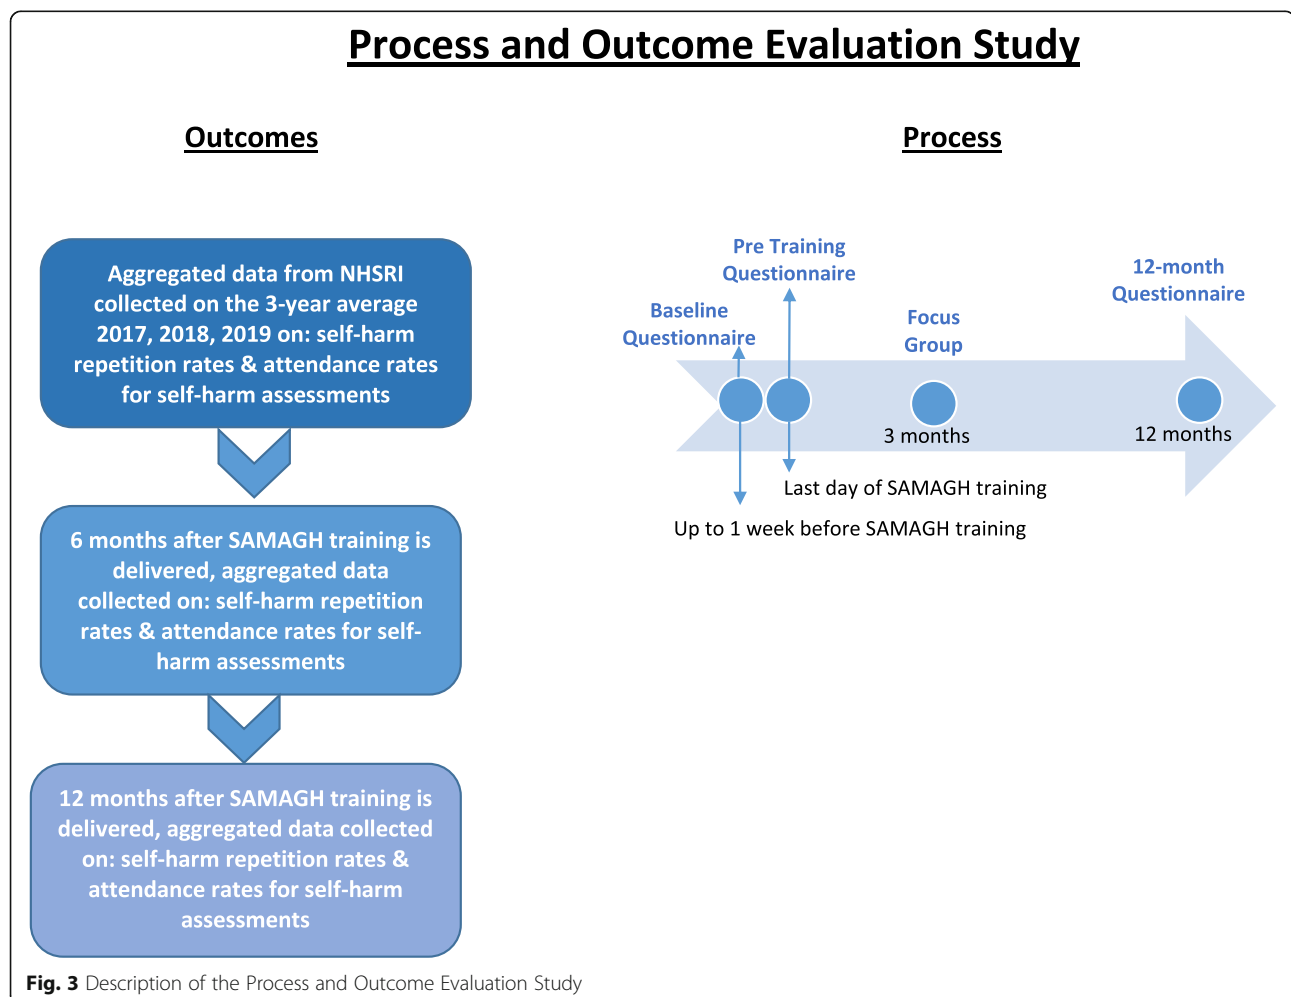 Process and Outcome Evaluation Study
Outcomes
Aggregated data from NHSRI
collected on the 3-year average
2017, 2018, 2019 on: self-harm
repetition rates & attendance rates
for self-harm assessments
6 months after SAMAGH training is
delivered, aggregated data
collected on: self-harm repetition
rates & attendance rates for self-
harm assessments
12 months after SAMAGH training is
delivered, aggregated data collected
on: self-harm repetition rates &
attendance rates for self-harm
assessments
Process
Baseline
Questionnaire
Pre Training
Questionnaire
Focus
Group
12-month
Questionnaire
3 months
12 months
Last day of SAMAGH training
Up to 1 week before SAMAGH training
Fig. 3 Description of the Process and Outcome Evaluation Study